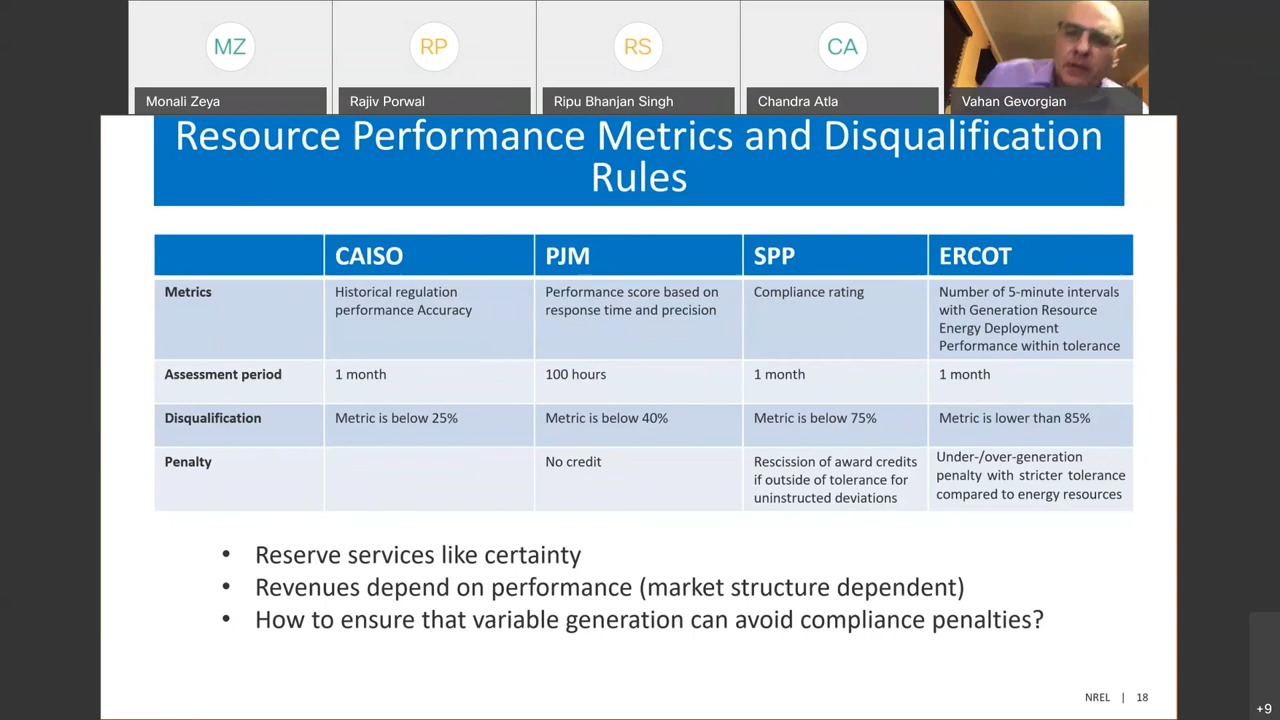 MZ
RP
RS
CA
Monali Zeya
Rajiv Porwal
Ripu Bhanjan Singh
Chandra Atla
Vahan Gevorgian
Resource Performance Metrics and Disqualification
Rules
CAISO
PJM
SPP
ERCOT
Metrics
Historical regulation
performance Accuracy
Performance score based on
response time and precision
Compliance rating
Number of 5-minute intervals
with Generation Resource
Energy Deployment
Performance within tolerance
Assessment period
1 month
100 hours
1 month
1 month
Disqualification
Metric is below 25%
Metric is below 40%
Metric is below 75%
Metric is lower than 85%
Penalty
No credit
Rescission of award credits
if outside of tolerance for
uninstructed deviations
Under-/over-generation
penalty with stricter tolerance
compared to energy resources
• Reserve services like certainty
• Revenues depend on performance (market structure dependent)
• How to ensure that variable generation can avoid compliance penalties?
NREL | 18
+9